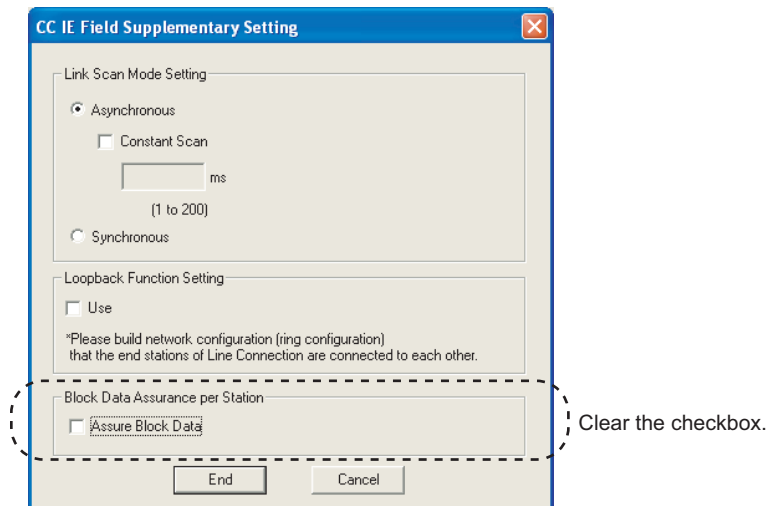 CC IE Field Supplementary Setting
Link Scan Mode Setting
Asynchronous
Constant Scan
ms
(1 to 200)
Synchronous
Loopback Function Setting
Use
*Please build network configuration (ring configuration)
that the end stations of Line Connection are connected to each other.
Block Data Assurance per Station
Assure Block Data
Clear the checkbox.
End
Cancel